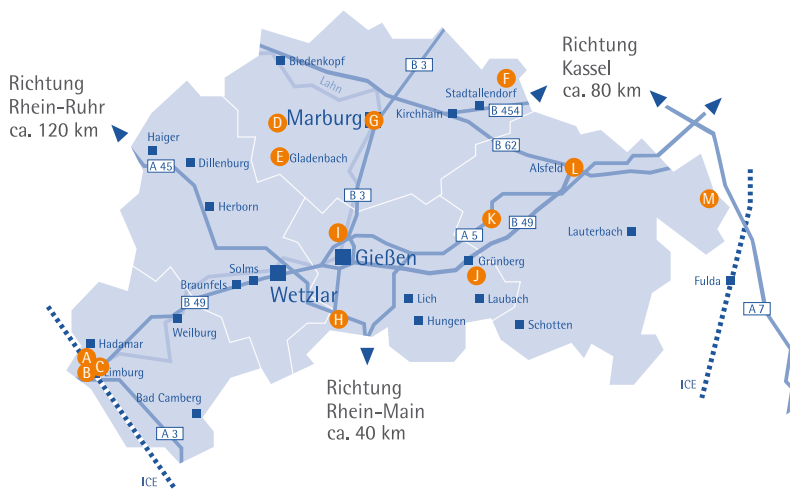 Richtung
Rhein-Ruhr
ca. 120 km
Richtung
Kassel
ca. 80 km
Biedenkopf
B 3
F
Lahn
Stadtallendorf
D
Marburg
G
Kirchhain
B 454
Haiger
E
Gladenbach
B 62
A 45
Dillenburg
Alsfeld
L
B 3
M
Herborn
K
I
A 5
B 49
Lauterbach
Gießen
Grünberg
Solms
J
Braunfels
Wetzlar
Fulda
B 49
Lich
Laubach
Weilburg
H
Hungen
Schotten
A 7
Hadamar
A
C
B
Limburg
Richtung
Rhein-Main
ca. 40 km
ICE
Bad Camberg
A 3
ICE